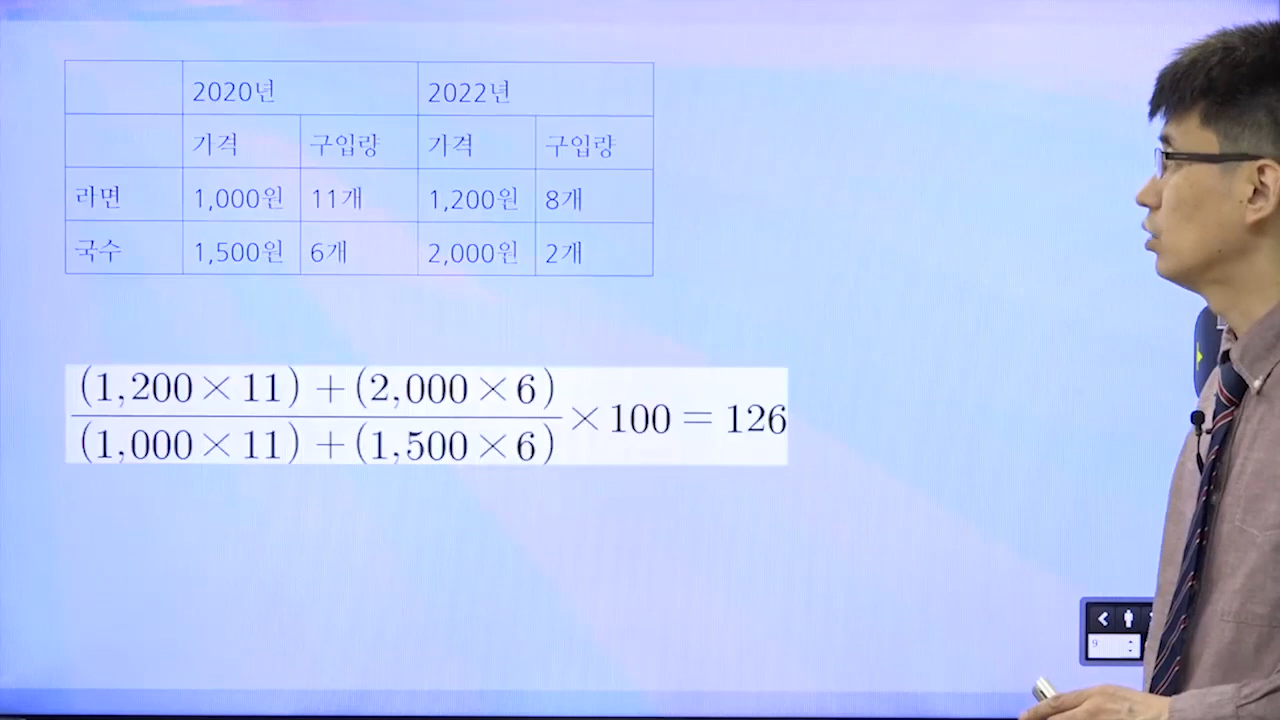 2020년 2022년
가격 구입량 가격 구입량
라면 1,000원 11개 1,200원 8개
국수 1,500원 6개 2,000원 2개
(1,200×11)+(2,000×6)
(1,000×11)+(1,500×6)
×100=126
9